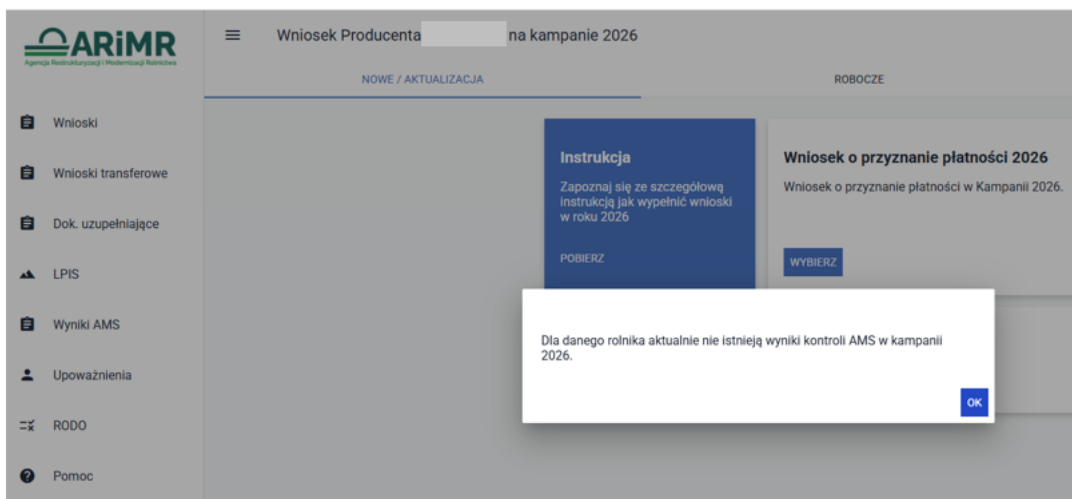 ARiMR
Agencja Restrukturyzacji i Modernizacji Rolnictwa
Wniosek Producenta na kampanie 2026
NOWE / AKTUALIZACJA
ROBOCZE
Wnioski
Wnioski transferowe
Dok. uzupełniające
LPIS
Wyniki AMS
Upoważnienia
RODO
Pomoc
Instrukcja
Zapoznaj się ze szczegółową
instrukcją jak wypełnić wnioski
w roku 2026
POBIERZ
Wniosek o przyznanie płatności 2026
Wniosek o przyznanie płatności w Kampanii 2026.
WYBIERZ
Dla danego rolnika aktualnie nie istnieją wyniki kontroli AMS w kampanii
2026.
OK